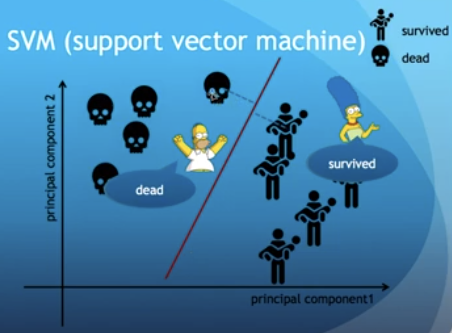 SVM (support vector machine)
survived
dead
principal component 2
dead
survived
principal component1